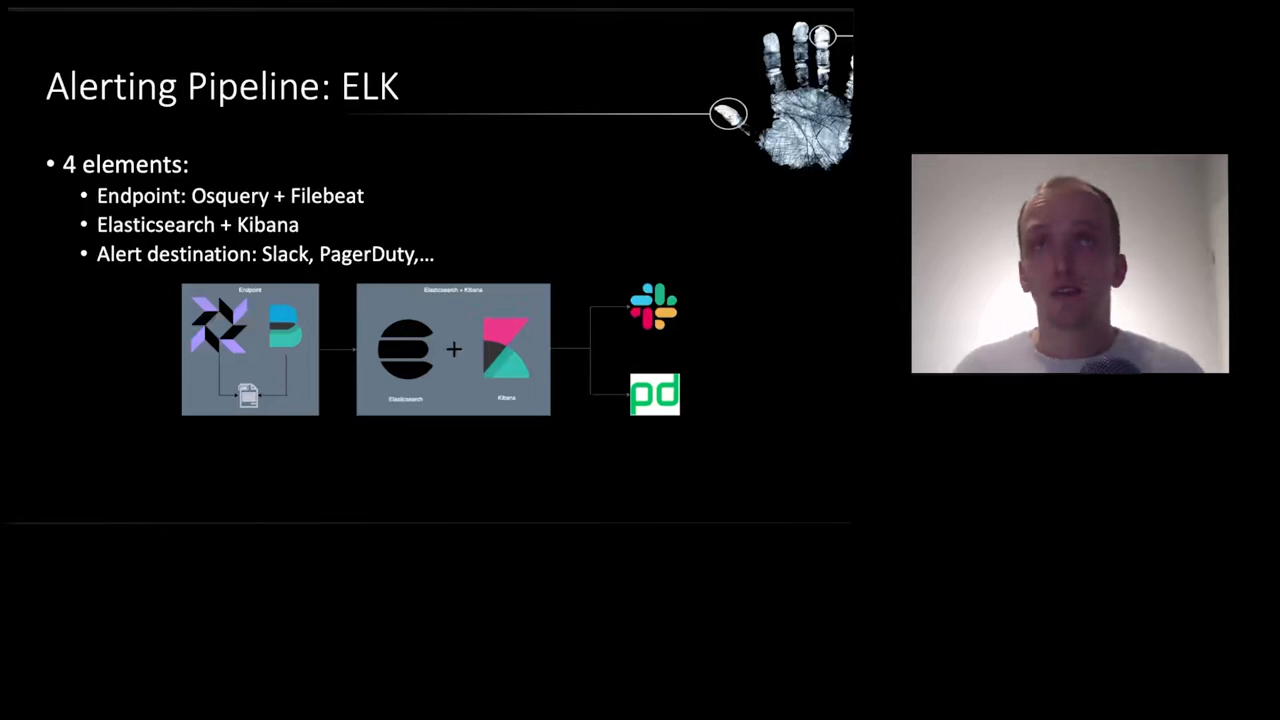 Alerting Pipeline: ELK
• 4 elements:
• Endpoint: Osquery + Filebeat
• Elasticsearch + Kibana
• Alert destination: Slack, PagerDuty,...
Endpoint
Elasticsearch + Kibana
+
Elasticsearch
Kibana
pd